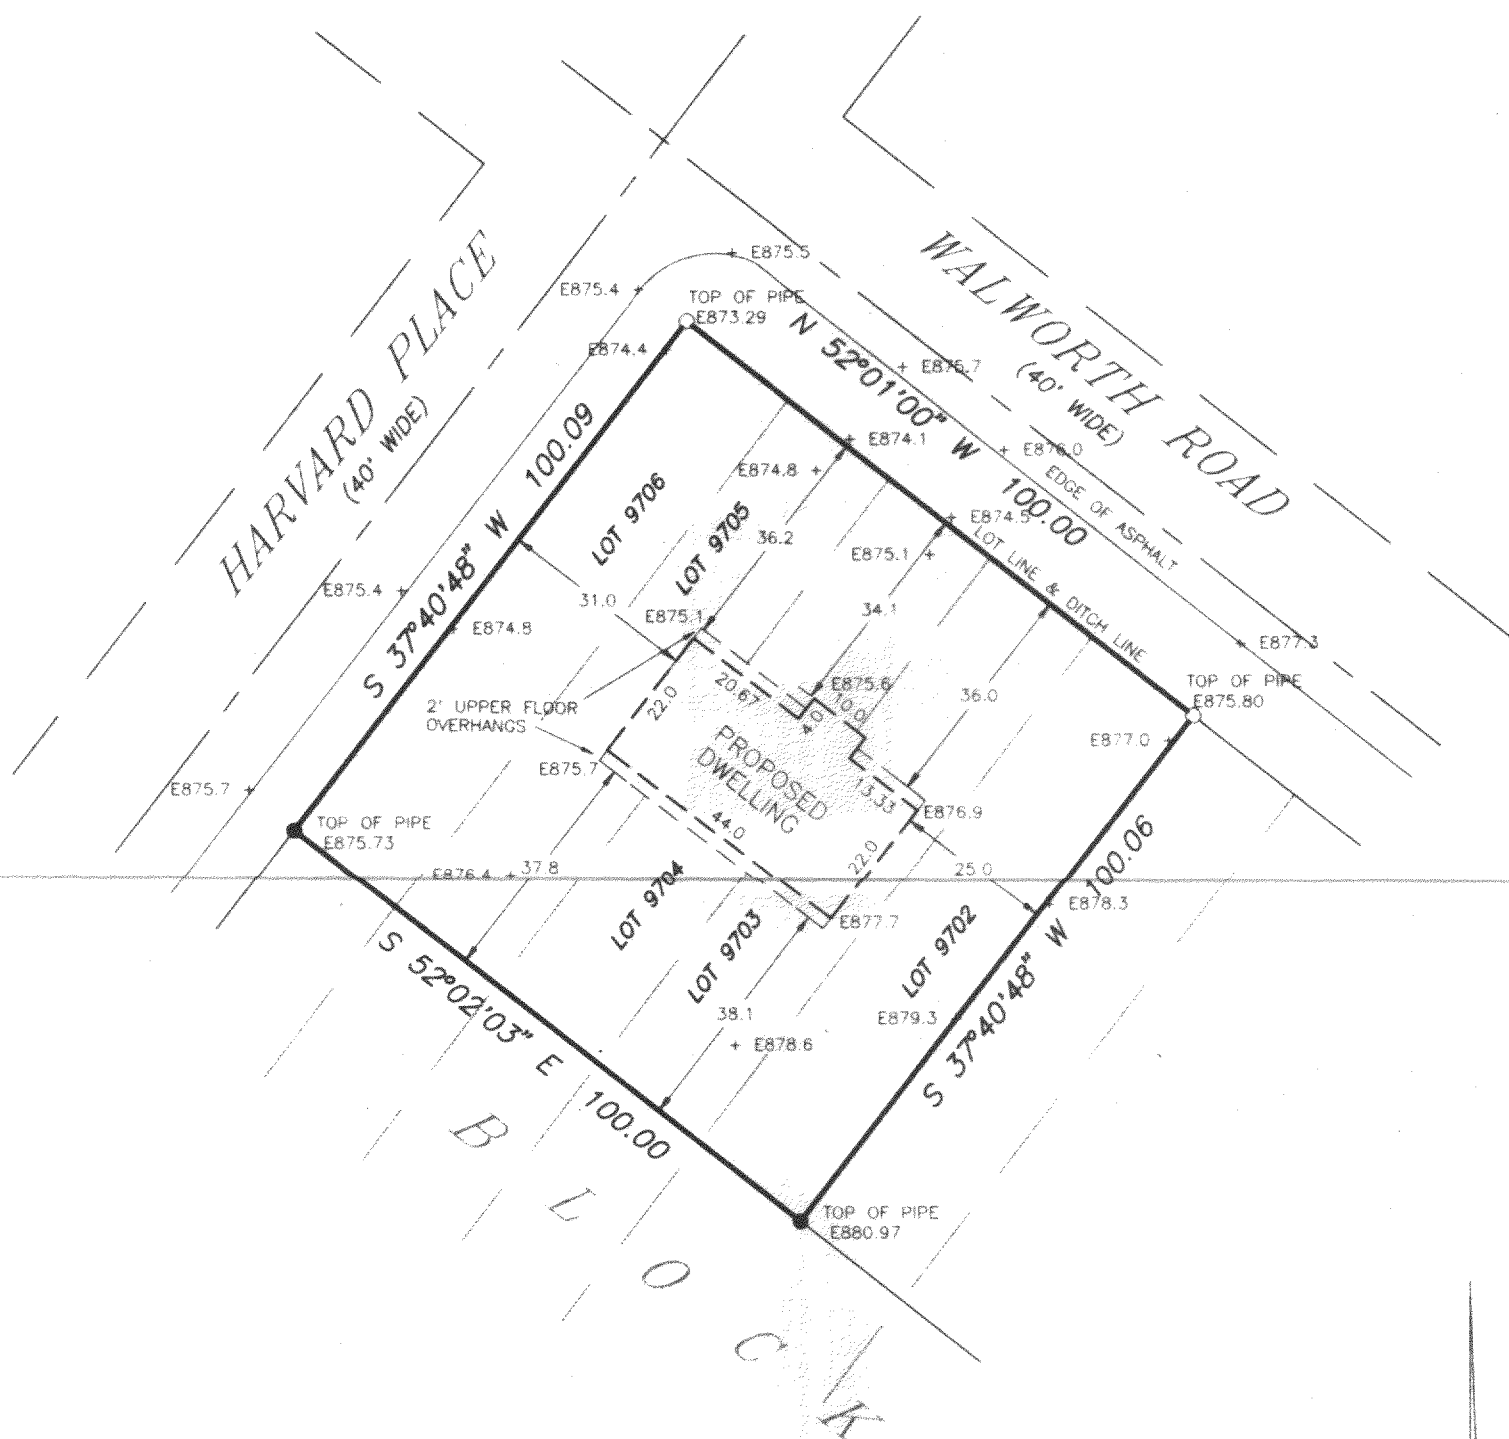 E875.5
E875.4
TOP OF PIPE
E873.29
E874.4
HARVARD PLACE
(40' WIDE)
WALWORTH ROAD
(40' WIDE)
N 52°01'00" W 100.00
E875.7
E874.1
E876.0
EDGE OF ASPHALT
S 37°40'48" W 100.09
E874.8
LOT 9706
LOT 9705
36.2
E874.5
E875.1
LOT LINE & DITCH LINE
E875.4
E874.8
31.0
E875.1
34.1
E877.3
2' UPPER FLOOR
OVERHANGS
22.0
20.67
4.0
E875.6
10.0
36.0
TOP OF PIPE
E875.80
E877.0
E875.7
E875.7
PROPOSED
DWELLING
13.33
E876.9
TOP OF PIPE
E875.73
44.0
22.0
E876.4
37.8
25.0
LOT 9704
LOT 9703
E877.7
LOT 9702
E878.3
S 37°40'48" W 100.06
S 52°02'03" E 100.00
38.1
E879.3
E878.6
TOP OF PIPE
E880.97
BLOCK